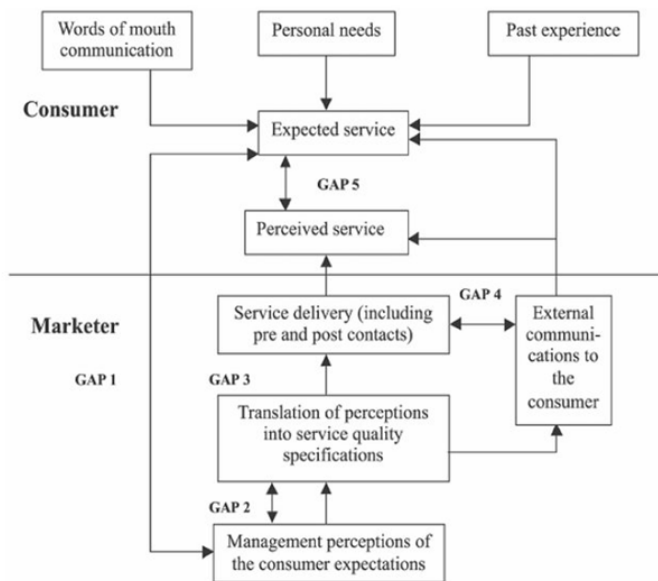 Words of mouth
communication
Personal needs
Past experience
Consumer
Expected service
GAP 5
Perceived service
GAP 4
Marketer
Service delivery (including
pre and post contacts)
External
communi-
cations to
the
consumer
GAP 1
GAP 3
Translation of perceptions
into service quality
specifications
GAP 2
Management perceptions of
the consumer expectations